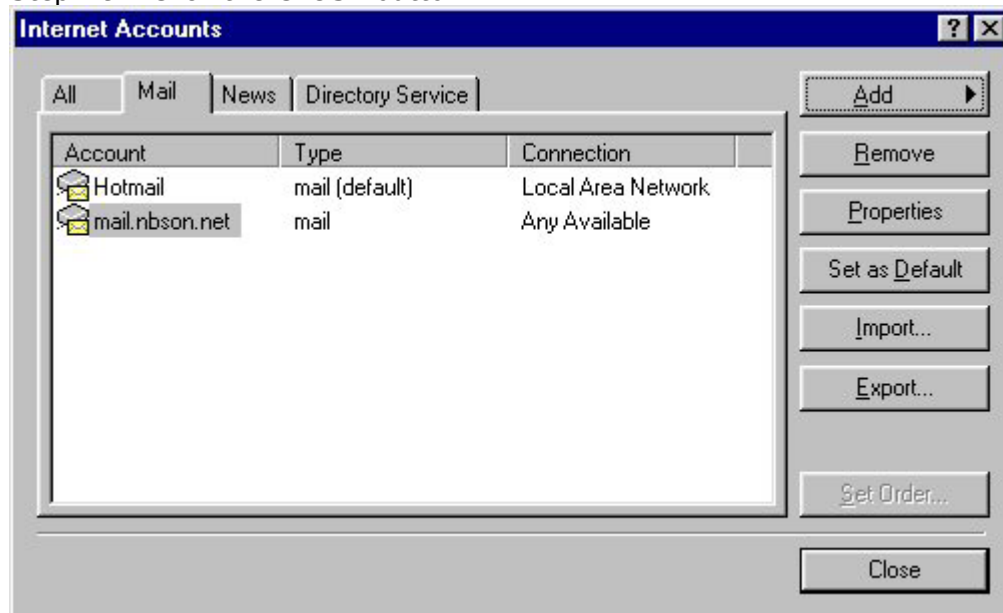 Internet Accounts
All Mail News Directory Service
Add
Account Type Connection
Remove
Hotmail mail (default) Local Area Network
mail.nbson.net mail Any Available
Properties
Set as Default
Import...
Export...
Set Order...
Close